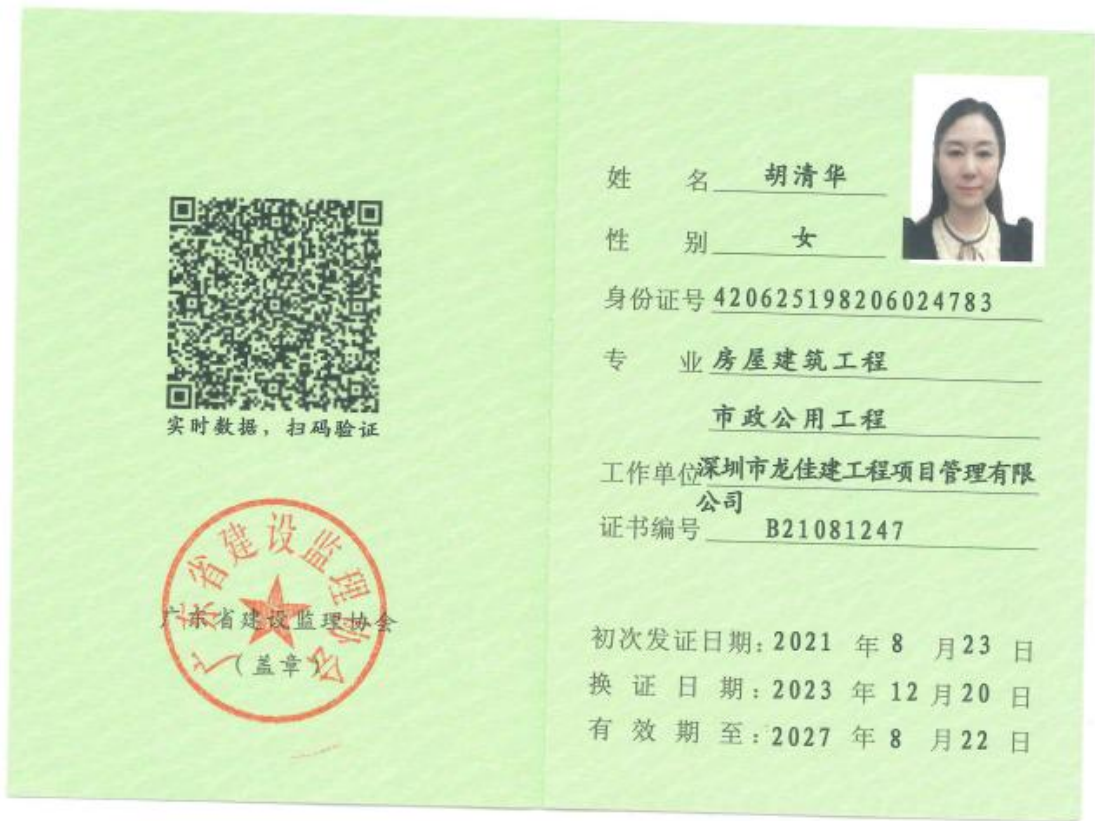 实时数据，扫码验证
广东省建设监理协会
广东省建设监理协会
（盖章）
姓 名 胡清华
性 别 女
身份证号 420625198206024783
专 业 房屋建筑工程
市政公用工程
工作单位 深圳市龙佳建工程项目管理有限
公司
证书编号 B21081247
初次发证日期：2021 年 8 月 23 日
换 证 日 期：2023 年 12 月 20 日
有 效 期 至：2027 年 8 月 22 日